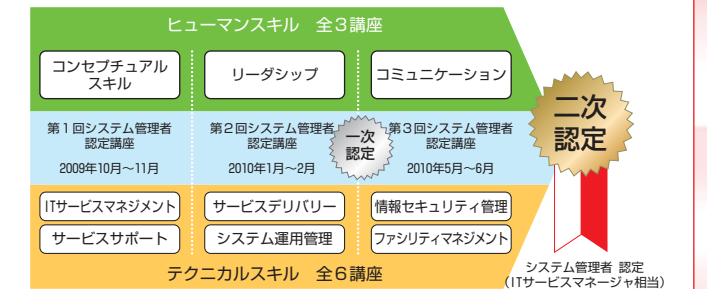 ヒューマンスキル 全3講座
コンセプチュアル
スキル
リーダシップ
コミュニケーション
第1回システム管理者
認定講座
2009年10月～11月
第2回システム管理者
認定講座
2010年1月～2月
一次
認定
第3回システム管理者
認定講座
2010年5月～6月
二次
認定
ITサービスマネジメント
サービスデリバリー
情報セキュリティ管理
サービスサポート
システム運用管理
ファシリティマネジメント
テクニカルスキル 全6講座
システム管理者 認定
（ITサービスマネージャ相当）